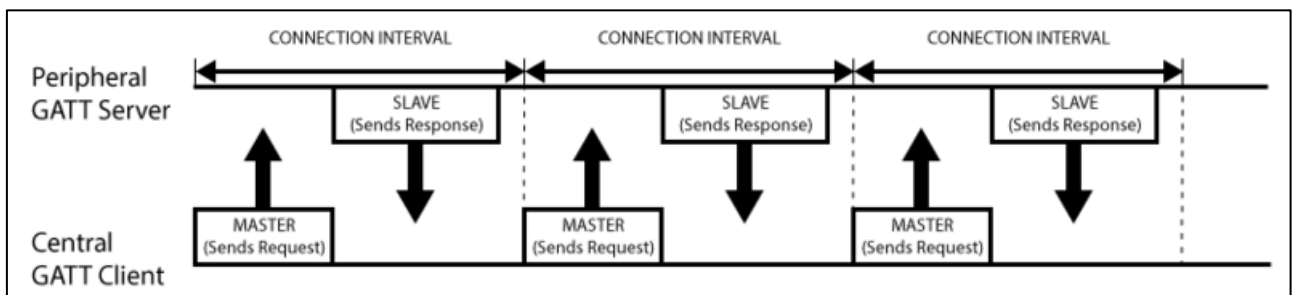 CONNECTION INTERVAL
CONNECTION INTERVAL
CONNECTION INTERVAL
Peripheral
GATT Server
SLAVE
(Sends Response)
SLAVE
(Sends Response)
SLAVE
(Sends Response)
MASTER
(Sends Request)
MASTER
(Sends Request)
MASTER
(Sends Request)
Central
GATT Client